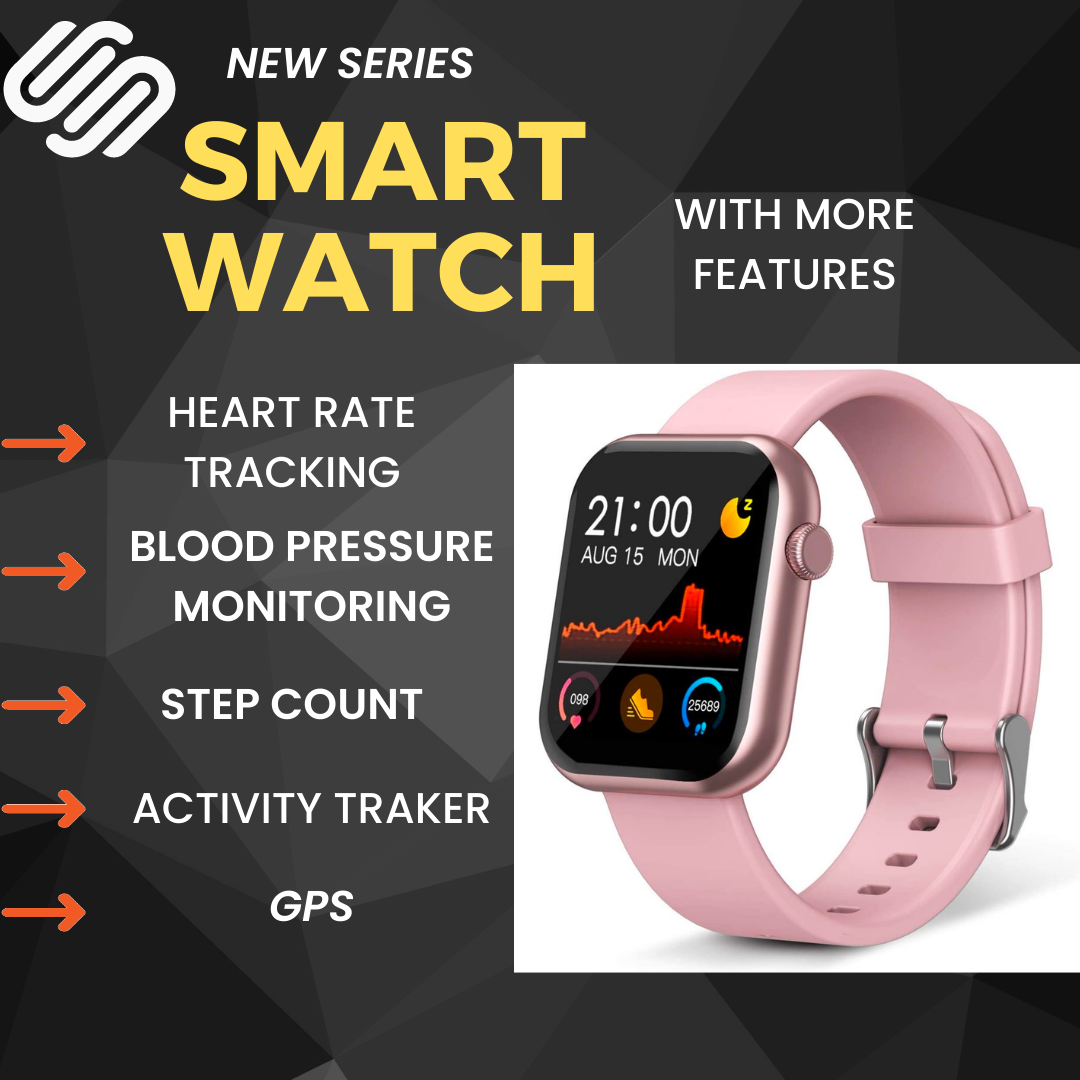 NEW SERIES
SMART
WATCH
WITH MORE
FEATURES
HEART RATE
TRACKING
BLOOD PRESSURE
MONITORING
STEP COUNT
ACTIVITY TRAKER
GPS
21:00
z
AUG 15 MON
098
25689